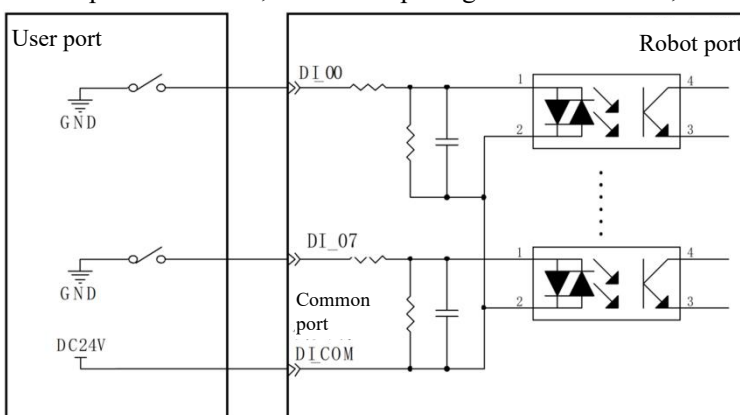 User port
Robot port
DI_00
1
4
GND
2
3
DI_07
1
4
GND
Common
port
2
3
DC24V
DI_COM